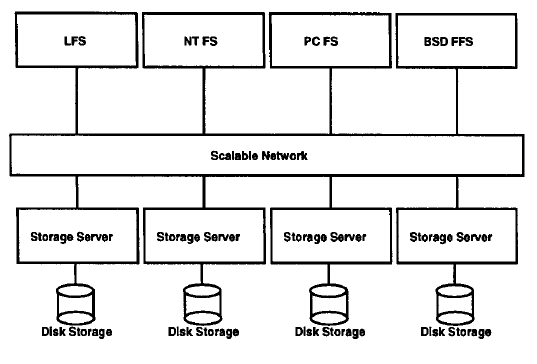 LFS
NT FS
PC FS
BSD FFS
Scalable Network
Storage Server
Storage Server
Storage Server
Storage Server
Disk Storage
Disk Storage
Disk Storage
Disk Storage